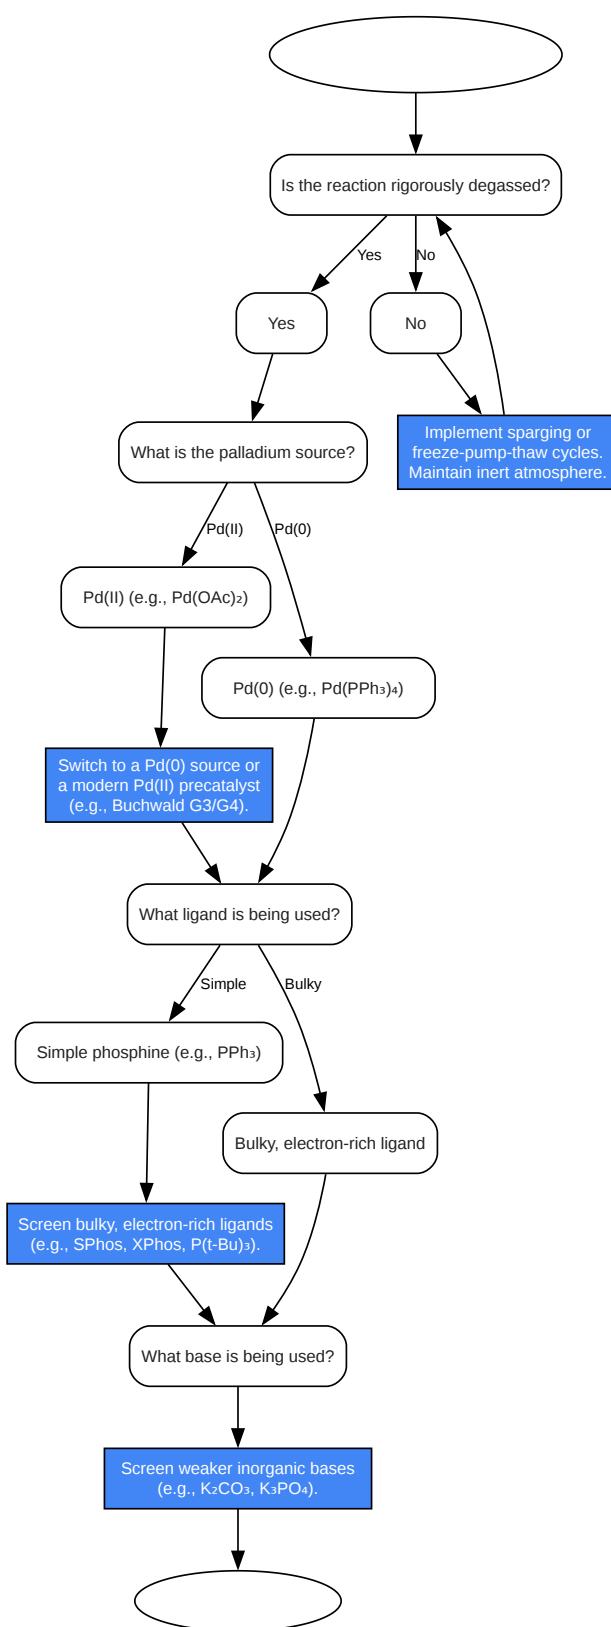 Is the reaction rigorously degassed?
Yes
No
Yes
No
Implement sparging or
freeze-pump-thaw cycles.
Maintain inert atmosphere.
What is the palladium source?
Pd(II)
Pd(0)
Pd(II) (e.g., Pd(OAc)₂)
Pd(0) (e.g., Pd(PPh₃)₄)
Switch to a Pd(0) source or
a modern Pd(II) precatalyst
(e.g., Buchwald G3/G4).
What ligand is being used?
Simple
Bulky
Simple phosphine (e.g., PPh₃)
Bulky, electron-rich ligand
Screen bulky, electron-rich ligands
(e.g., SPhos, XPhos, P(t-Bu)₃).
What base is being used?
Screen weaker inorganic bases
(e.g., K₂CO₃, K₃PO₄).